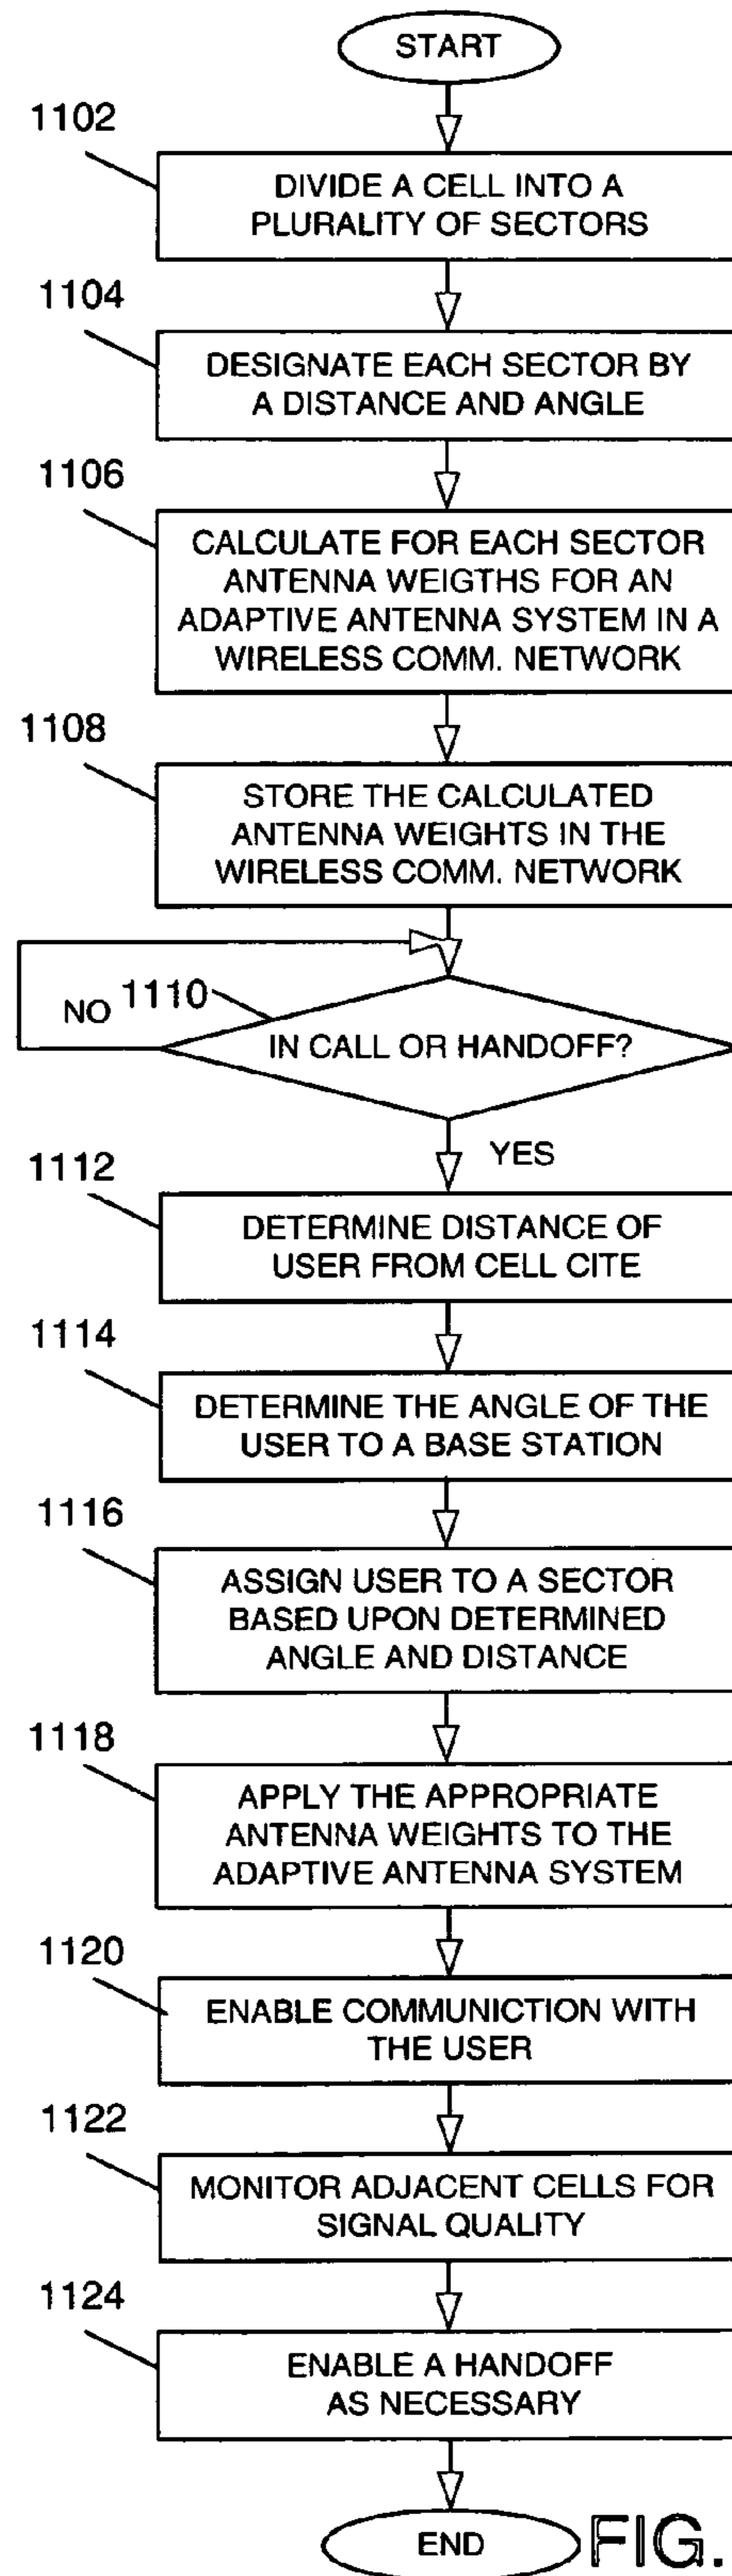 START
1102
DIVIDE A CELL INTO A
PLURALITY OF SECTORS
1104
DESIGNATE EACH SECTOR BY
A DISTANCE AND ANGLE
1106
CALCULATE FOR EACH SECTOR
ANTENNA WEIGTHS FOR AN
ADAPTIVE ANTENNA SYSTEM IN A
WIRELESS COMM. NETWORK
1108
STORE THE CALCULATED
ANTENNA WEIGHTS IN THE
WIRELESS COMM. NETWORK
NO 1110
IN CALL OR HANDOFF?
YES
1112
DETERMINE DISTANCE OF
USER FROM CELL CITE
1114
DETERMINE THE ANGLE OF THE
USER TO A BASE STATION
1116
ASSIGN USER TO A SECTOR
BASED UPON DETERMINED
ANGLE AND DISTANCE
1118
APPLY THE APPROPRIATE
ANTENNA WEIGHTS TO THE
ADAPTIVE ANTENNA SYSTEM
1120
ENABLE COMMUNICTION WITH
THE USER
1122
MONITOR ADJACENT CELLS FOR
SIGNAL QUALITY
1124
ENABLE A HANDOFF
AS NECESSARY
END FIG.